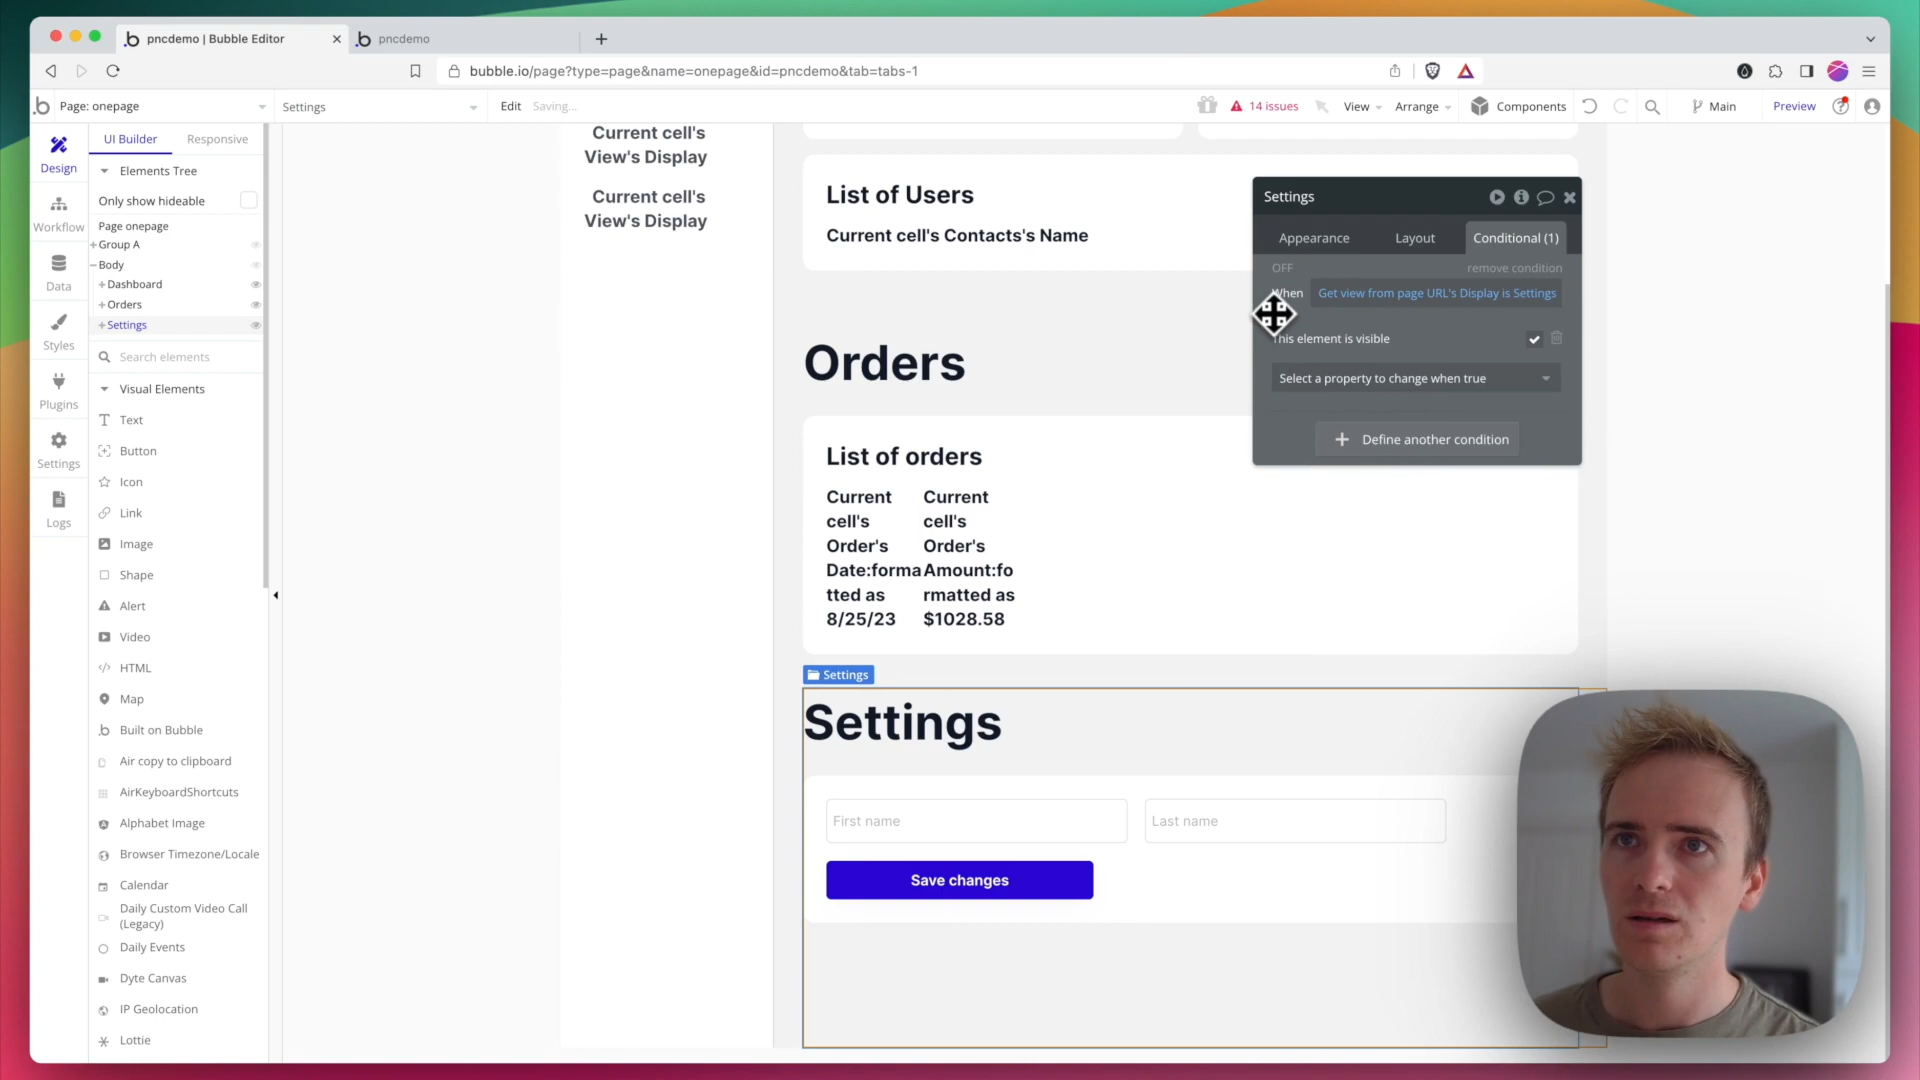 pncdemo | Bubble Editor
pncdemo
bubble.io/page?type=page&name=onepage&id=pncdemo&tab=tabs-1
Page: onepage
Settings
Edit
Saving...
14 issues
View
Arrange
Components
Main
Preview
Design
Workflow
Data
Styles
Plugins
Settings
Logs
UI Builder
Responsive
Elements Tree
Only show hideable
Page onepage
Group A
Body
Dashboard
Orders
Settings
Search elements
Visual Elements
Text
Button
Icon
Link
Image
Shape
Alert
Video
HTML
Map
Built on Bubble
Air copy to clipboard
AirKeyboardShortcuts
Alphabet Image
Browser Timezone/Locale
Calendar
Daily Custom Video Call
(Legacy)
Daily Events
Dyte Canvas
IP Geolocation
Lottie
Current cell's
View's Display
Current cell's
View's Display
List of Users
Current cell's Contacts's Name
Orders
List of orders
Current
cell's
Order's
Date:forma
tted as
8/25/23
Current
cell's
Order's
Amount:fo
rmatted as
$1028.58
Settings
Settings
First name
Last name
Save changes
Settings
Appearance
Layout
Conditional (1)
OFF
remove condition
When
Get view from page URL's Display is Settings
This element is visible
Select a property to change when true
Define another condition